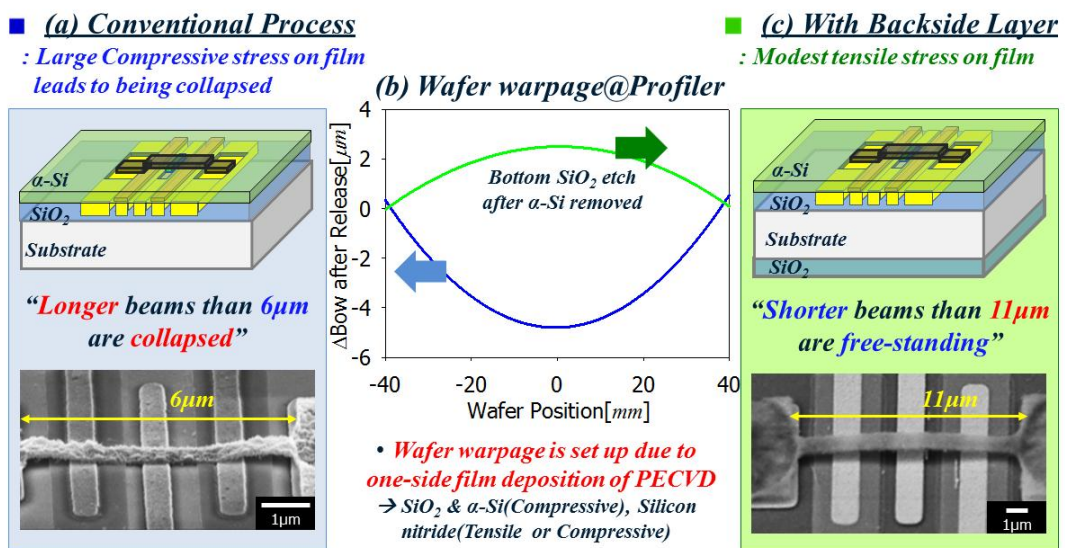 (a) Conventional Process
: Large Compressive stress on film
leads to being collapsed
α-Si
SiO2
Substrate
“Longer beams than 6μm
are collapsed”
6μm
1μm
(b) Wafer warpage@Profiler
ΔBow after Release[μm]
4
2
0
-2
-4
-6
Bottom SiO2 etch
after α-Si removed
-40
-20
0
20
40
Wafer Position[mm]
• Wafer warpage is set up due to
one-side film deposition of PECVD
→ SiO2 & α-Si(Compressive), Silicon
nitride(Tensile or Compressive)
(c) With Backside Layer
: Modest tensile stress on film
α-Si
SiO2
Substrate
SiO2
“Shorter beams than 11μm
are free-standing”
11μm
1μm